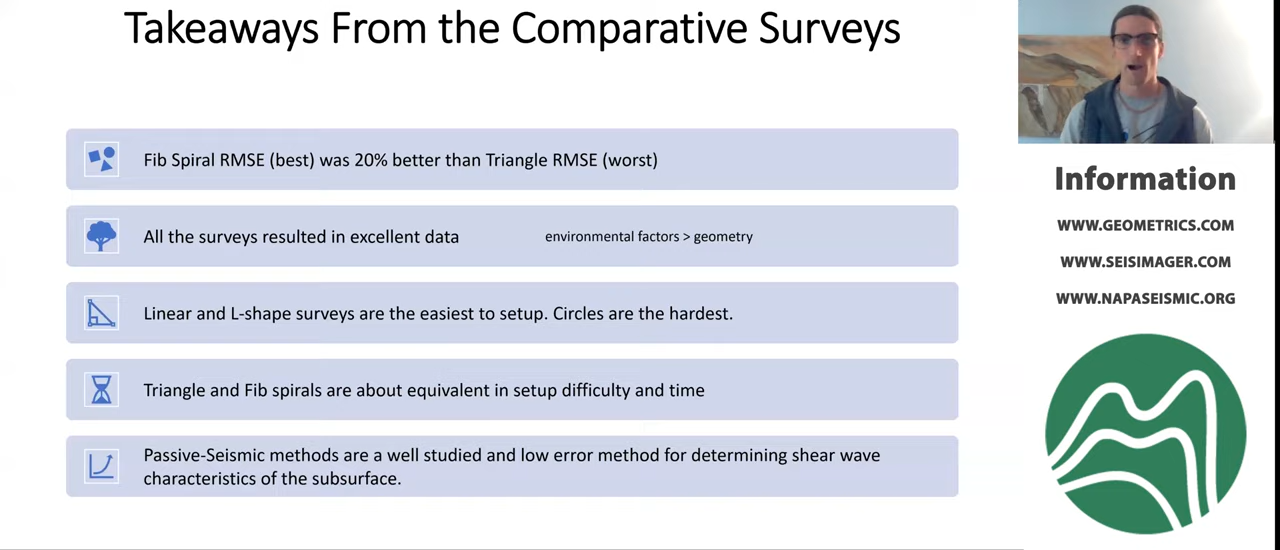 Takeaways From the Comparative Surveys
Fib Spiral RMSE (best) was 20% better than Triangle RMSE (worst)
All the surveys resulted in excellent data
environmental factors > geometry
Linear and L-shape surveys are the easiest to setup. Circles are the hardest.
Triangle and Fib spirals are about equivalent in setup difficulty and time
Passive-Seismic methods are a well studied and low error method for determining shear wave
characteristics of the subsurface.
Information
WWW.GEOMETRICS.COM
WWW.SEISIMAGER.COM
WWW.NAPASEISMIC.ORG